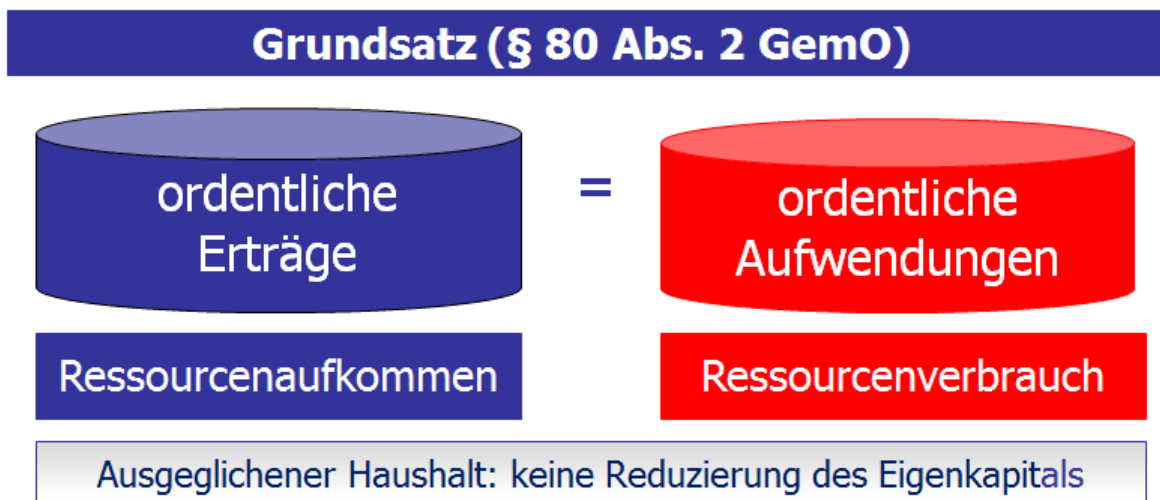 Grundsatz (§ 80 Abs. 2 GemO)
ordentliche
Erträge
=
ordentliche
Aufwendungen
Ressourcenaufkommen
Ressourcenverbrauch
Ausgeglichener Haushalt: keine Reduzierung des Eigenkapitals